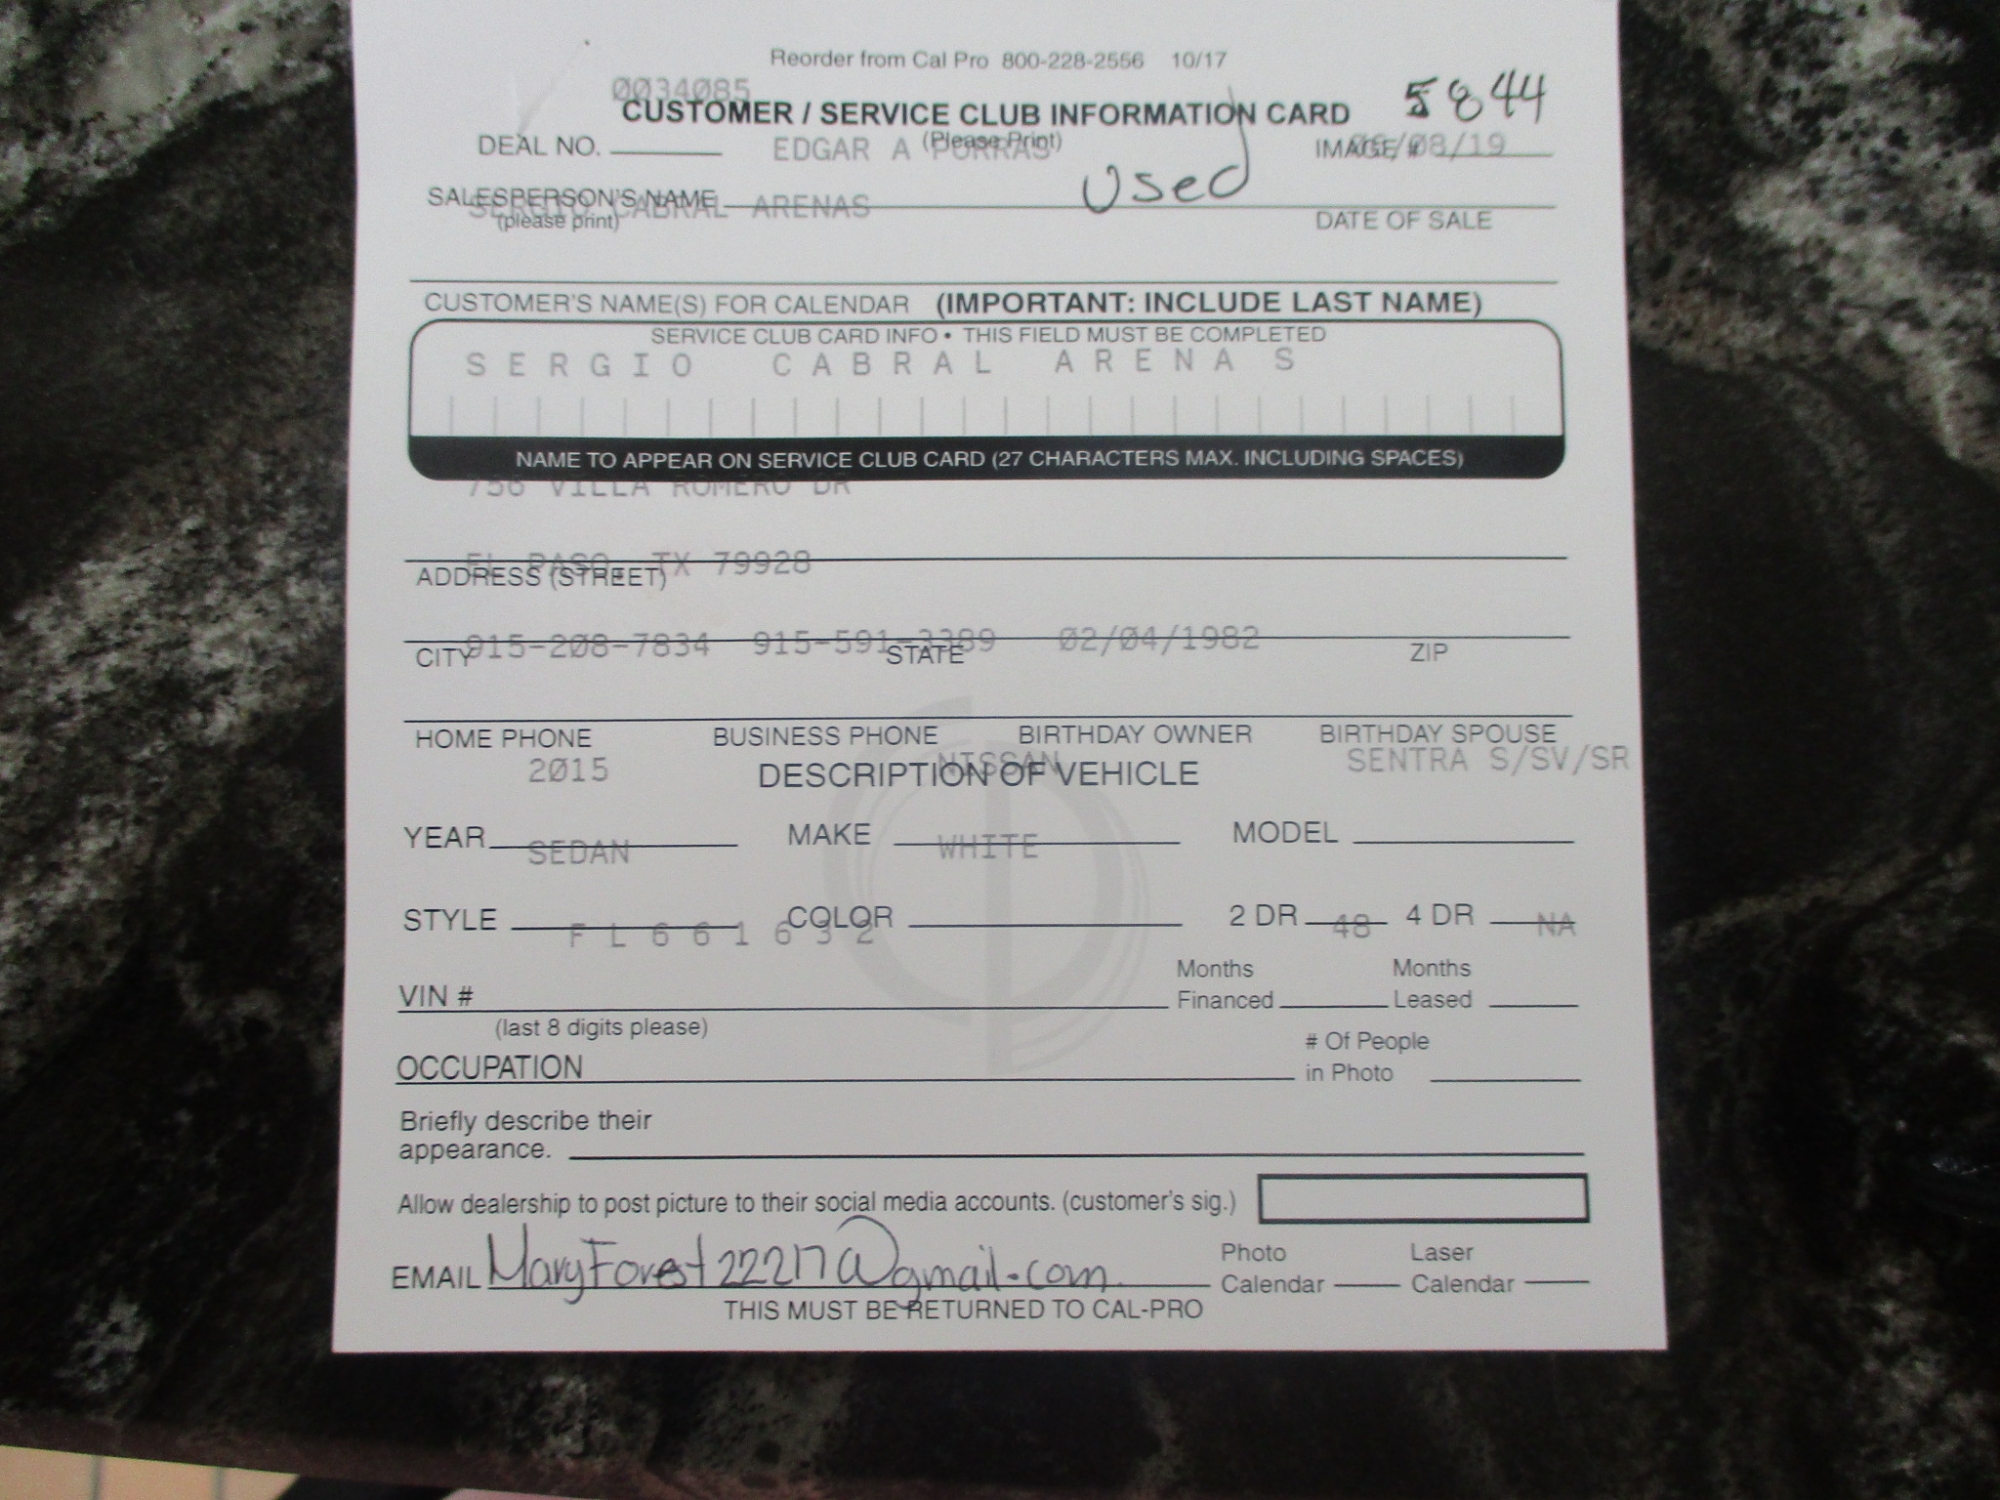 Reorder from Cal Pro 800-228-2556 10/17
0034085
CUSTOMER / SERVICE CLUB INFORMATION CARD 5844
(Please Print)
DEAL NO. EDGAR A PORRAS IMAGE # /08/19
Used
SALESPERSON'S NAME
SERGIO CABRAL ARENAS
(please print) DATE OF SALE
CUSTOMER'S NAME(S) FOR CALENDAR (IMPORTANT: INCLUDE LAST NAME)
SERVICE CLUB CARD INFO • THIS FIELD MUST BE COMPLETED
SERGIO CABRAL ARENAS
NAME TO APPEAR ON SERVICE CLUB CARD (27 CHARACTERS MAX. INCLUDING SPACES)
756 VILLA ROMERO DR
EL PASO, TX 79928
ADDRESS (STREET)
915-208-7834 915-591-3389 02/04/1982
CITY STATE ZIP
HOME PHONE BUSINESS PHONE BIRTHDAY OWNER BIRTHDAY SPOUSE
2015 NISSAN SENTRA S/SV/SR
DESCRIPTION OF VEHICLE
YEAR MAKE MODEL
SEDAN WHITE
STYLE COLOR 2 DR 4 DR
FL661632 48 NA
Months Months
VIN # Financed Leased
(last 8 digits please)
# Of People
OCCUPATION in Photo
Briefly describe their
appearance.
Allow dealership to post picture to their social media accounts. (customer's sig.)
Photo Laser
EMAIL MaryForest22217@gmail.com Calendar Calendar
THIS MUST BE RETURNED TO CAL-PRO